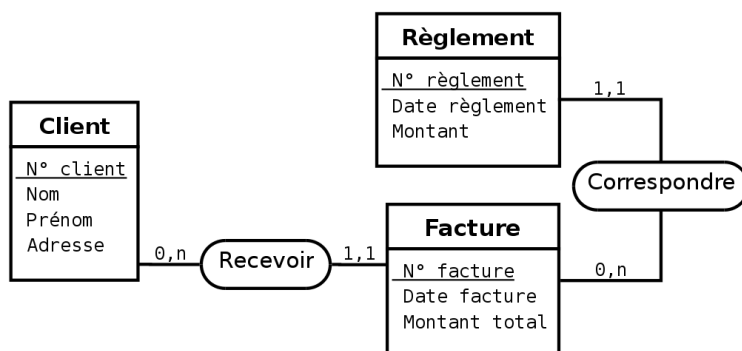 Règlement
N° règlement
Date règlement
Montant
1,1
Client
N° client
Nom
Prénom
Adresse
Correspondre
0,n
Recevoir
1,1
Facture
N° facture
Date facture
Montant total
0,n